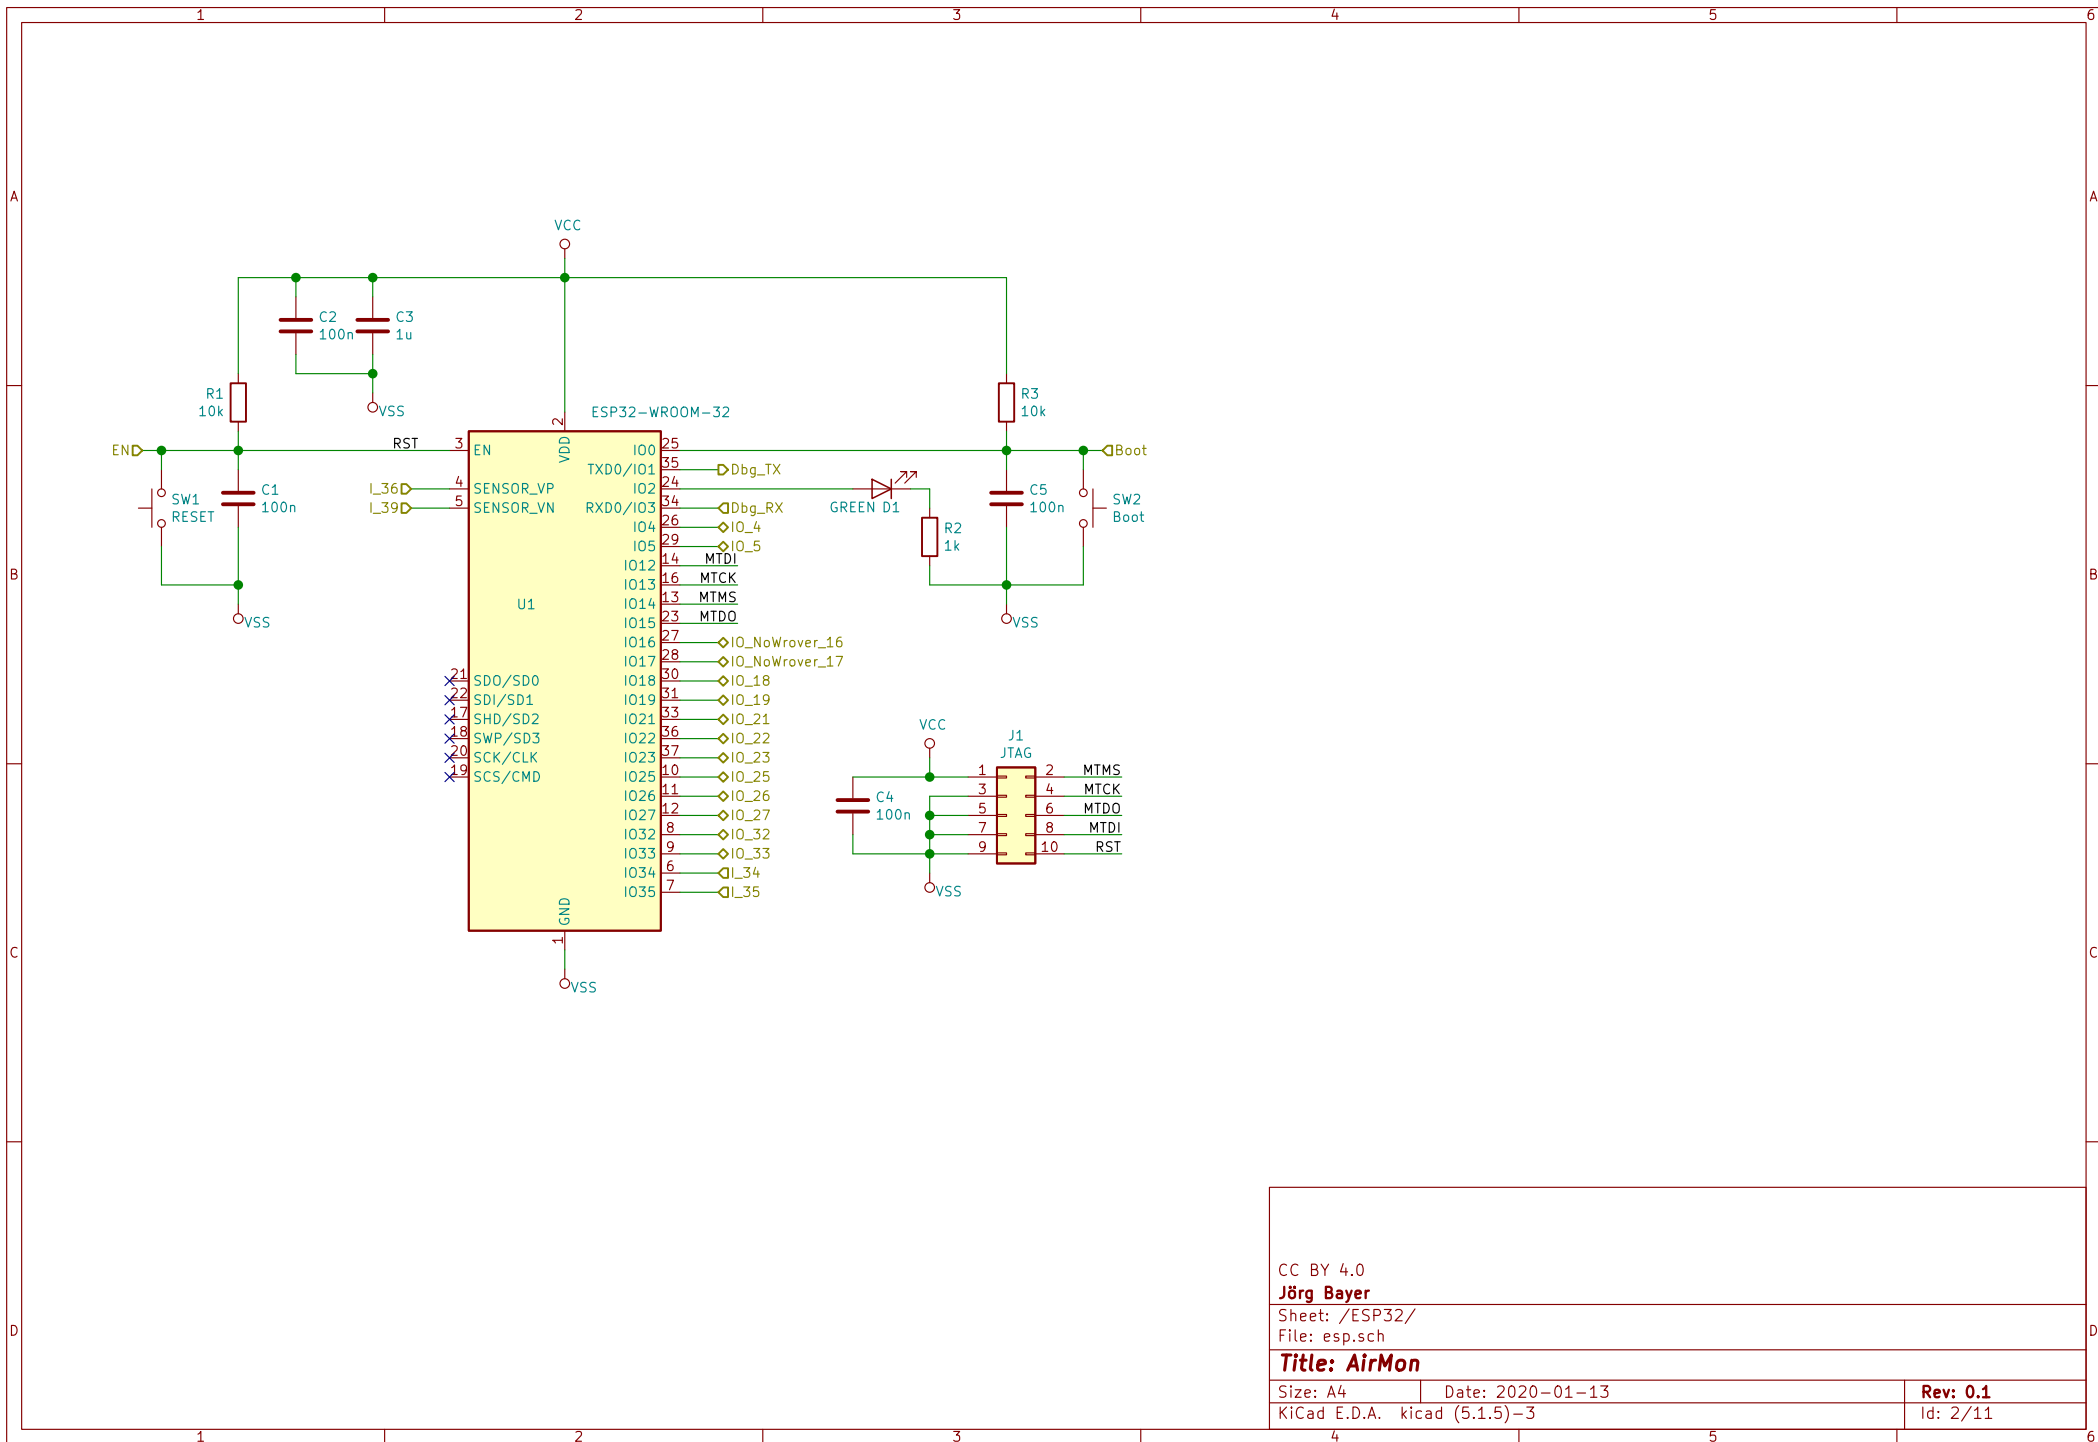 1 2 3 4 5 6
A A
VCC
C2
100n
C3
1u
VSS
R1
10k
R3
10k
ESP32-WROOM-32
EN
RST
SW1
RESET
C1
100n
VSS
I_36
I_39
3 EN
4 SENSOR_VP
5 SENSOR_VN
2 VDD
U1
21 SDO/SD0
22 SDI/SD1
17 SHD/SD2
18 SWP/SD3
20 SCK/CLK
19 SCS/CMD
GND 1
VSS
IO0 25
TXD0/IO1 35 Dbg_TX
IO2 24
RXD0/IO3 34 Dbg_RX
IO4 26 IO_4
IO5 29 IO_5
IO12 14 MTDI
IO13 16 MTCK
IO14 13 MTMS
IO15 23 MTDO
IO16 27 IO_NoWrover_16
IO17 28 IO_NoWrover_17
IO18 30 IO_18
IO19 31 IO_19
IO21 33 IO_21
IO22 36 IO_22
IO23 37 IO_23
IO25 10 IO_25
IO26 11 IO_26
IO27 12 IO_27
IO32 8 IO_32
IO33 9 IO_33
IO34 6 I_34
IO35 7 I_35
Boot
GREEN D1
R2
1k
C5
100n
SW2
Boot
VSS
B B
VCC
J1
JTAG
C4
100n
1 2 MTMS
3 4 MTCK
5 6 MTDO
7 8 MTDI
9 10 RST
VSS
C C
D D
CC BY 4.0
Jörg Bayer
Sheet: /ESP32/
File: esp.sch
Title: AirMon
Size: A4 Date: 2020-01-13 Rev: 0.1
KiCad E.D.A. kicad (5.1.5)-3 Id: 2/11
1 2 3 4 5 6